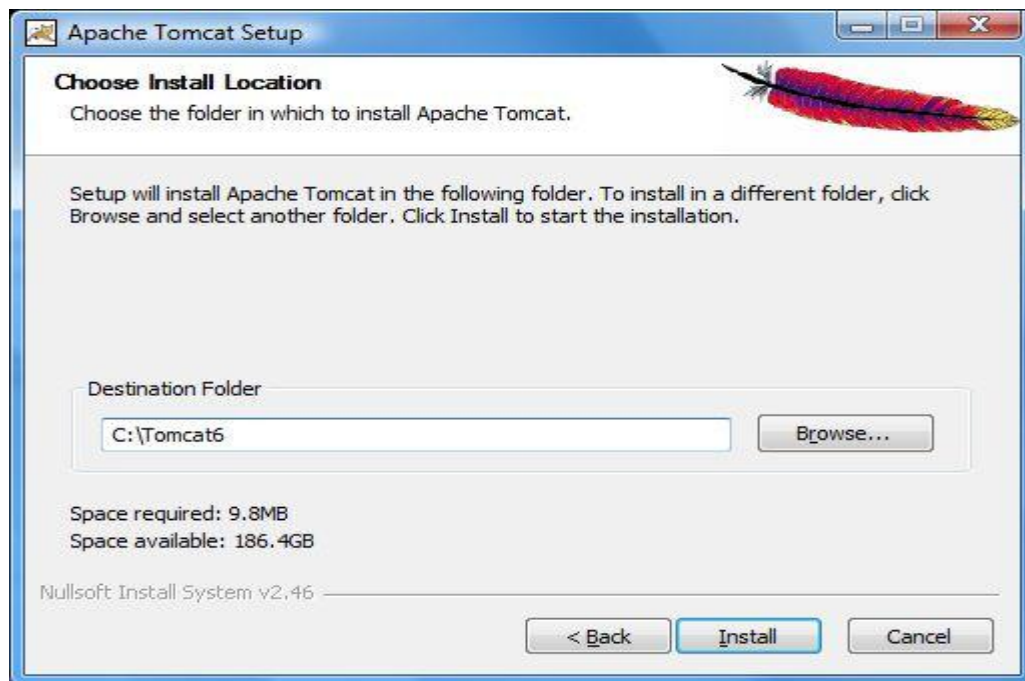 Apache Tomcat Setup
Choose Install Location
Choose the folder in which to install Apache Tomcat.
Setup will install Apache Tomcat in the following folder. To install in a different folder, click
Browse and select another folder. Click Install to start the installation.
Destination Folder
C:\Tomcat6
Browse...
Space required: 9.8MB
Space available: 186.4GB
Nullsoft Install System v2.46
< Back
Install
Cancel